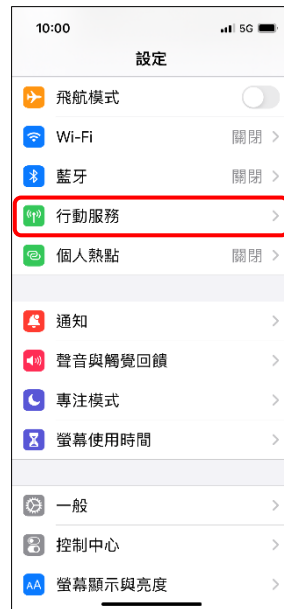 10:00 5G
設定
飛航模式
Wi-Fi 關閉
藍牙 關閉
行動服務
個人熱點 關閉
通知
聲音與觸覺回饋
專注模式
螢幕使用時間
一般
控制中心
AA 螢幕顯示與亮度